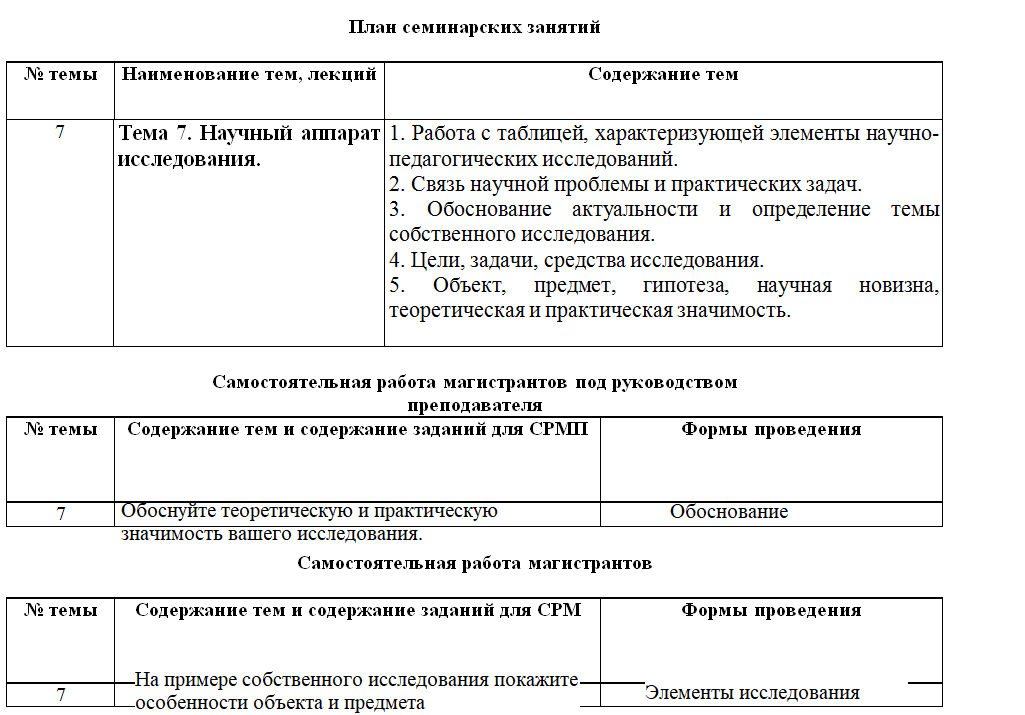 План семинарских занятий
№ темы
Наименование тем, лекций
Содержание тем
7
Тема 7. Научный аппарат
исследования.
1. Работа с таблицей, характеризующей элементы научно-
педагогических исследований.
2. Связь научной проблемы и практических задач.
3. Обоснование актуальности и определение темы
собственного исследования.
4. Цели, задачи, средства исследования.
5. Объект, предмет, гипотеза, научная новизна,
теоретическая и практическая значимость.
Самостоятельная работа магистрантов под руководством
преподавателя
№ темы
Содержание тем и содержание заданий для СРМП
Формы проведения
7
Обоснуйте теоретическую и практическую
значимость вашего исследования.
Обоснование
Самостоятельная работа магистрантов
№ темы
Содержание тем и содержание заданий для СРМ
Формы проведения
7
На примере собственного исследования покажите
особенности объекта и предмета
Элементы исследования